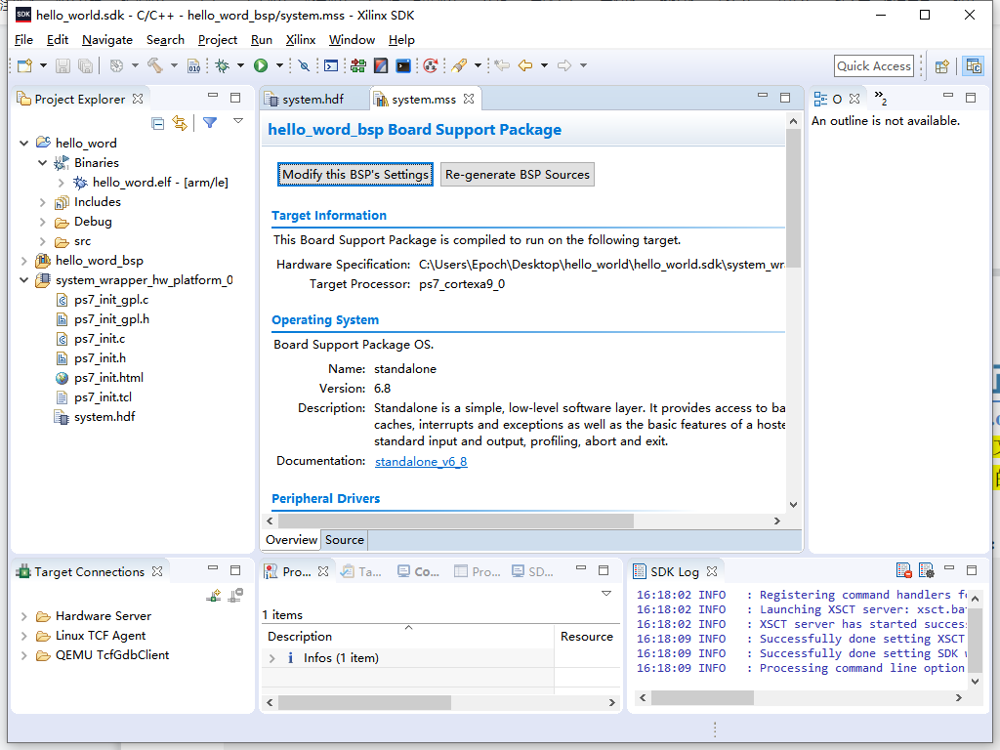 SDK hello_world.sdk - C/C++ - hello_word_bsp/system.mss - Xilinx SDK
File Edit Navigate Search Project Run Xilinx Window Help
010
Quick Access
Project Explorer
hello_word
Binaries
hello_word.elf - [arm/le]
Includes
Debug
src
hello_word_bsp
system_wrapper_hw_platform_0
ps7_init_gpl.c
ps7_init_gpl.h
ps7_init.c
ps7_init.h
ps7_init.html
ps7_init.tcl
system.hdf
system.hdf system.mss
hello_word_bsp Board Support Package
Modify this BSP's Settings Re-generate BSP Sources
Target Information
This Board Support Package is compiled to run on the following target.
Hardware Specification: C:\Users\Epoch\Desktop\hello_world\hello_world.sdk\system_wr
Target Processor: ps7_cortexa9_0
Operating System
Board Support Package OS.
Name: standalone
Version: 6.8
Description: Standalone is a simple, low-level software layer. It provides access to ba
caches, interrupts and exceptions as well as the basic features of a hoste
standard input and output, profiling, abort and exit.
Documentation: standalone_v6_8
Peripheral Drivers
Overview Source
O »2
An outline is not available.
Target Connections
Hardware Server
Linux TCF Agent
QEMU TcfGdbClient
Pro... Ta... Co... Pro... SD...
1 items
Description Resource
Infos (1 item)
SDK Log
16:18:02 INFO : Registering command handlers fo
16:18:02 INFO : Launching XSCT server: xsct.bat
16:18:02 INFO : XSCT server has started success
16:18:09 INFO : Successfully done setting XSCT
16:18:09 INFO : Successfully done setting SDK w
16:18:09 INFO : Processing command line option